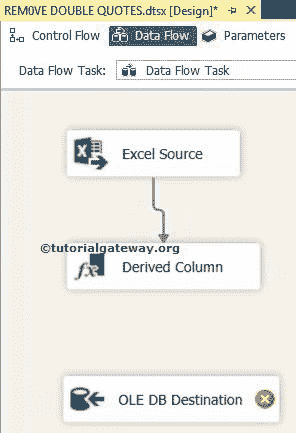 REM0VE DOUBLE QUOTES.dtsx [Design]*
Control Flow Data Flow Parameters
Data Flow Task: Data Flow Task
Excel Source
©tutorialgateway.org
fx Derived Column
OLE DB Destination